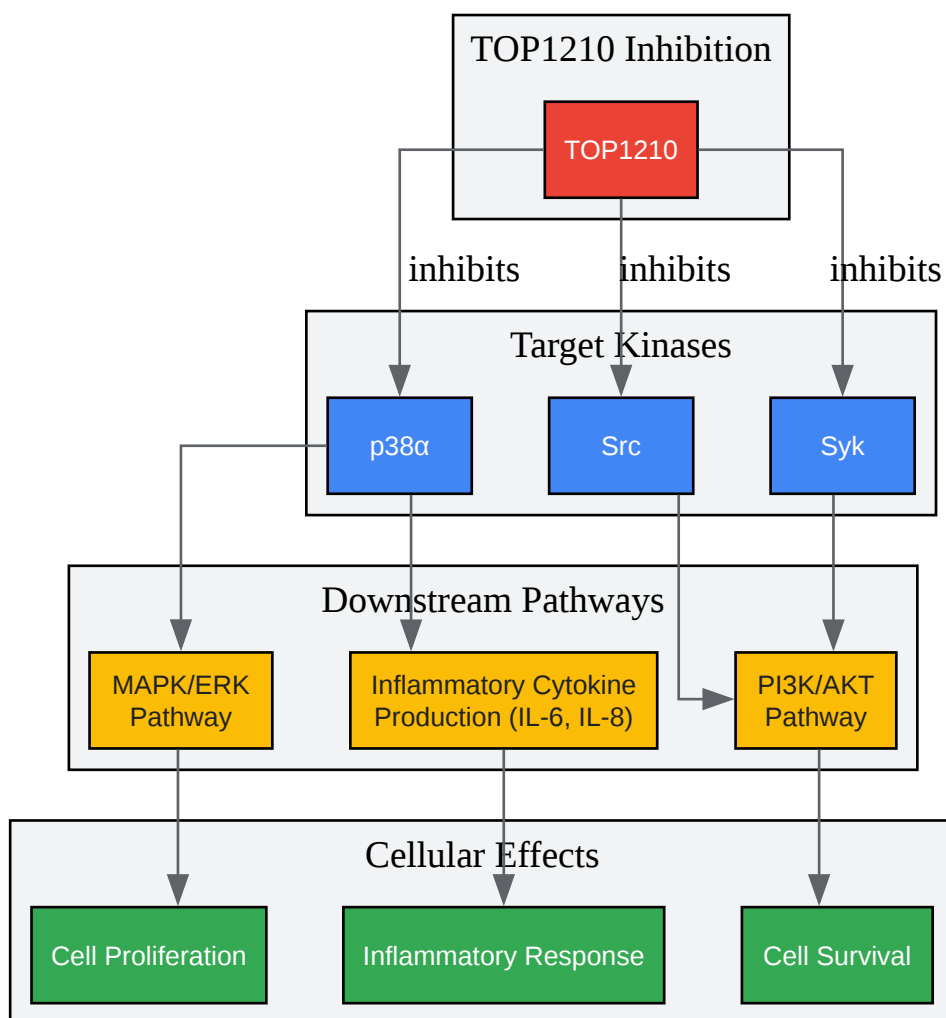 TOP1210 Inhibition
TOP1210
inhibits
inhibits
inhibits
Target Kinases
p38α
Src
Syk
Downstream Pathways
MAPK/ERK
Pathway
Inflammatory Cytokine
Production (IL-6, IL-8)
PI3K/AKT
Pathway
Cellular Effects
Cell Proliferation
Inflammatory Response
Cell Survival